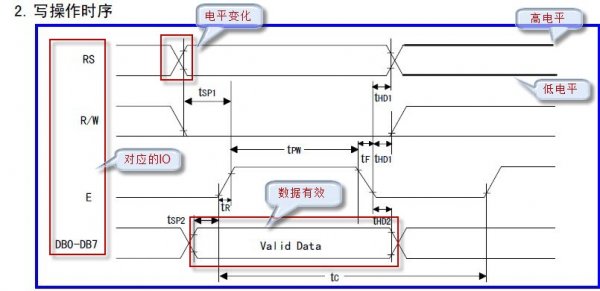 2. 写操作时序
电平变化
高电平
RS
低电平
tSP1
tHD1
R/W
对应的IO
tPW
tF
tHD1
E
tR
数据有效
tSP2
tHD2
DB0-DB7
Valid Data
tC